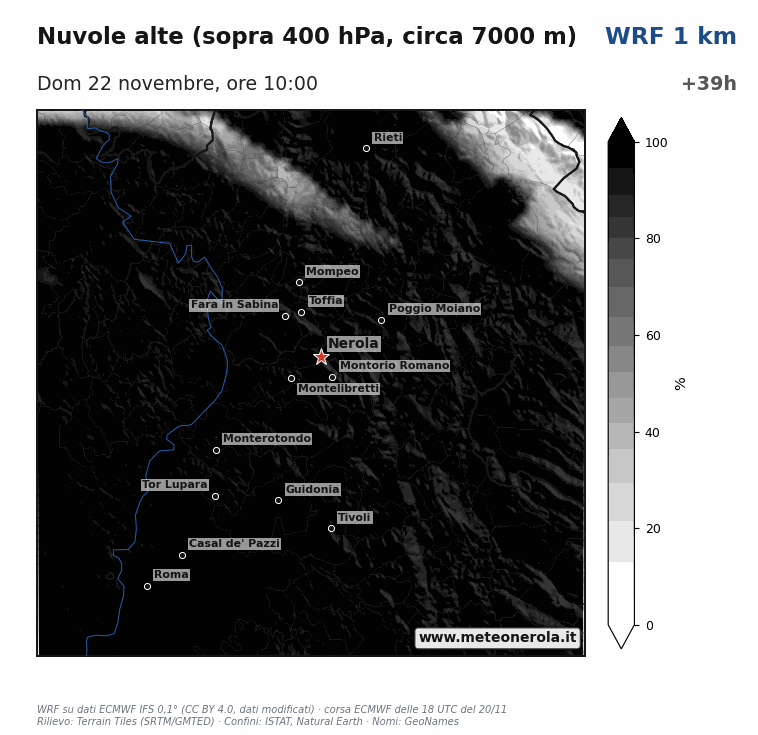 Nuvole alte (sopra 400 hPa, circa 7000 m) WRF 1 km
Dom 22 novembre, ore 10:00 +39h
Rieti
Mompeo
Toffia
Fara in Sabina
Poggio Moiano
Nerola
Montorio Romano
Montelibretti
Monterotondo
Tor Lupara
Guidonia
Tivoli
Casal de' Pazzi
Roma
www.meteonerola.it
100
80
60
40
20
0
%
WRF su dati ECMWF IFS 0,1° (CC BY 4.0, dati modificati) · corsa ECMWF delle 18 UTC del 20/11
Rilievo: Terrain Tiles (SRTM/GMTED) · Confini: ISTAT, Natural Earth · Nomi: GeoNames